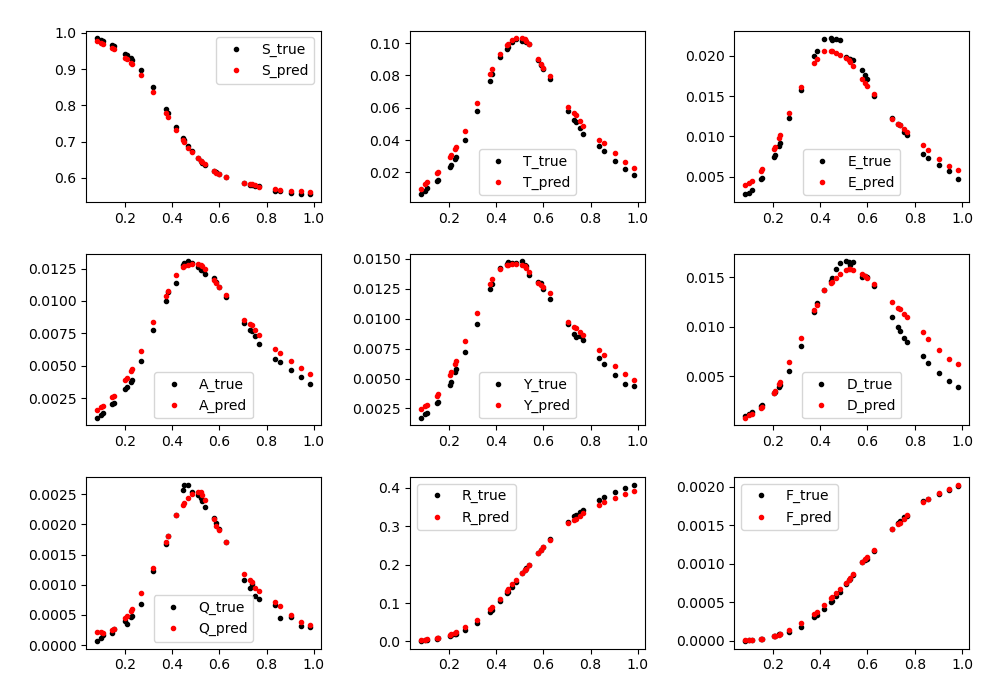 1.0
0.9
0.8
0.7
0.6
S_true
S_pred
0.2 0.4 0.6 0.8 1.0
0.10
0.08
0.06
0.04
0.02
T_true
T_pred
0.2 0.4 0.6 0.8 1.0
0.020
0.015
0.010
0.005
E_true
E_pred
0.2 0.4 0.6 0.8 1.0
0.0125
0.0100
0.0075
0.0050
0.0025
A_true
A_pred
0.2 0.4 0.6 0.8 1.0
0.0150
0.0125
0.0100
0.0075
0.0050
0.0025
Y_true
Y_pred
0.2 0.4 0.6 0.8 1.0
0.015
0.010
0.005
D_true
D_pred
0.2 0.4 0.6 0.8 1.0
0.0025
0.0020
0.0015
0.0010
0.0005
0.0000
Q_true
Q_pred
0.2 0.4 0.6 0.8 1.0
0.4
0.3
0.2
0.1
0.0
R_true
R_pred
0.2 0.4 0.6 0.8 1.0
0.0020
0.0015
0.0010
0.0005
0.0000
F_true
F_pred
0.2 0.4 0.6 0.8 1.0